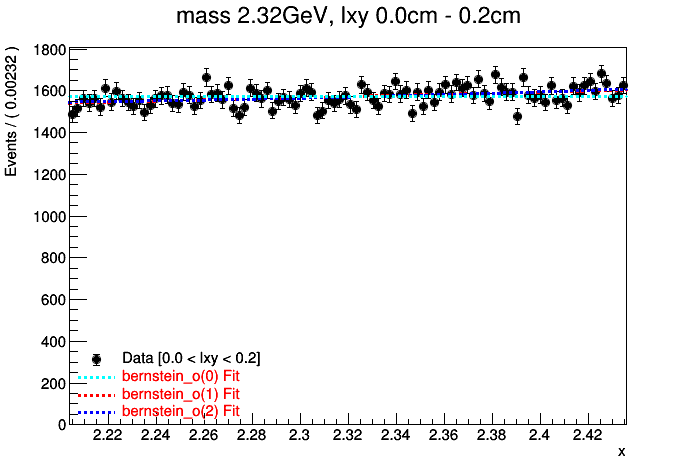 mass 2.32GeV, lxy 0.0cm - 0.2cm
Events / ( 0.00232 )
1800
1600
1400
1200
1000
800
600
400
200
0
Data [0.0 < lxy < 0.2]
bernstein_o(0) Fit
bernstein_o(1) Fit
bernstein_o(2) Fit
2.22 2.24 2.26 2.28 2.3 2.32 2.34 2.36 2.38 2.4 2.42
x